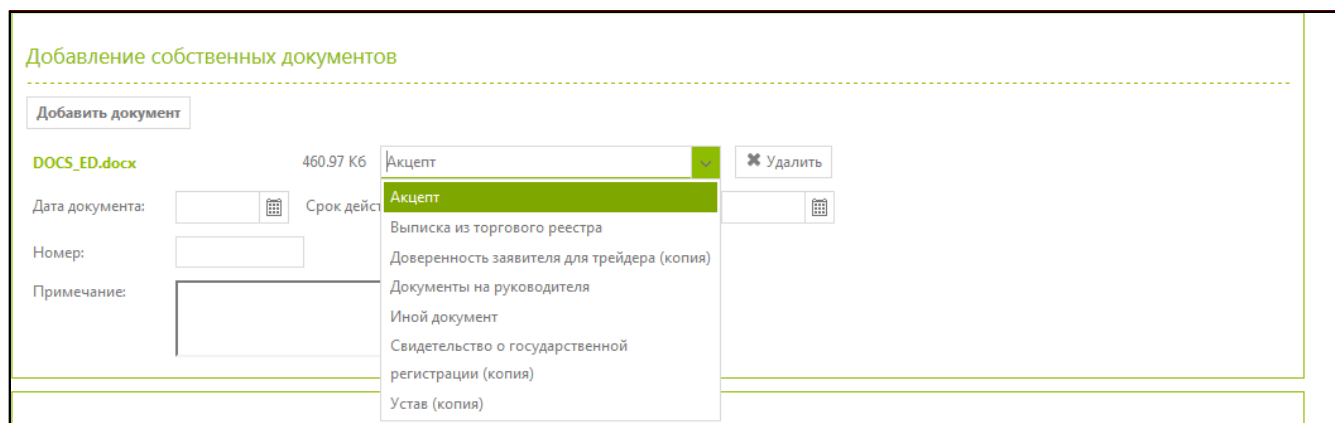 Добавление собственных документов
Добавить документ
DOCS_ED.docx 460.97 Кб Акцепт Удалить
Дата документа: Срок дейст
Акцепт
Выписка из торгового реестра
Номер:
Доверенность заявителя для трейдера (копия)
Примечание:
Документы на руководителя
Иной документ
Свидетельство о государственной
регистрации (копия)
Устав (копия)